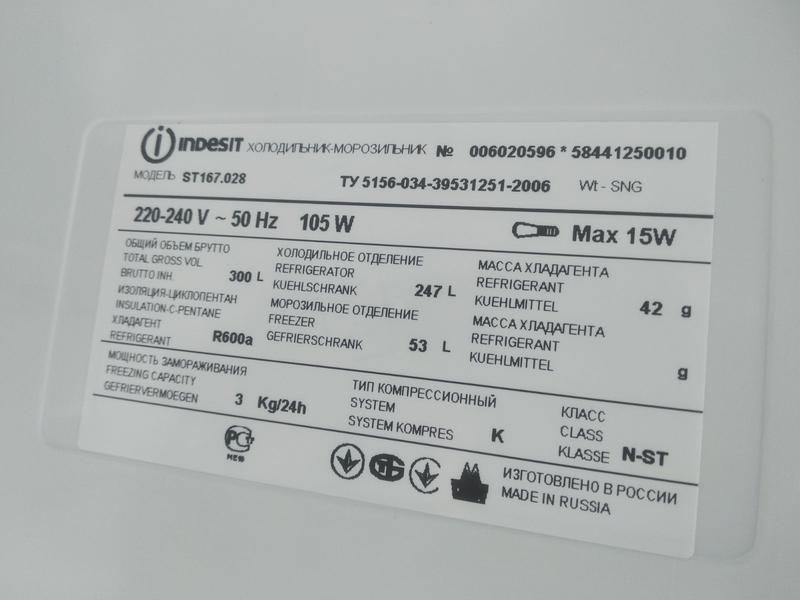 INDESIT ХОЛОДИЛЬНИК-МОРОЗИЛЬНИК № 006020596 * 58441250010
МОДЕЛЬ ST167.028 ТУ 5156-034-39531251-2006 Wt - SNG
220-240 V ~ 50 Hz 105 W Max 15W
ОБЩИЙ ОБЪЕМ БРУТТО
TOTAL GROSS VOL
BRUTTO INH. 300 L
ИЗОЛЯЦИЯ-ЦИКЛОПЕНТАН
INSULATION-C-PENTANE
ХЛАДАГЕНТ
REFRIGERANT R600a
ХОЛОДИЛЬНОЕ ОТДЕЛЕНИЕ
REFRIGERATOR
KUEHLSCHRANK 247 L
МОРОЗИЛЬНОЕ ОТДЕЛЕНИЕ
FREEZER
GEFRIERSCHRANK 53 L
МАССА ХЛАДАГЕНТА
REFRIGERANT
KUEHLMITTEL 42 g
МАССА ХЛАДАГЕНТА
REFRIGERANT
KUEHLMITTEL g
МОЩНОСТЬ ЗАМОРАЖИВАНИЯ
FREEZING CAPACITY
GEFRIERVERMOEGEN 3 Kg/24h
ТИП КОМПРЕССИОННЫЙ
SYSTEM
SYSTEM KOMPRES K
КЛАСС
CLASS
KLASSE N-ST
ИЗГОТОВЛЕНО В РОССИИ
MADE IN RUSSIA